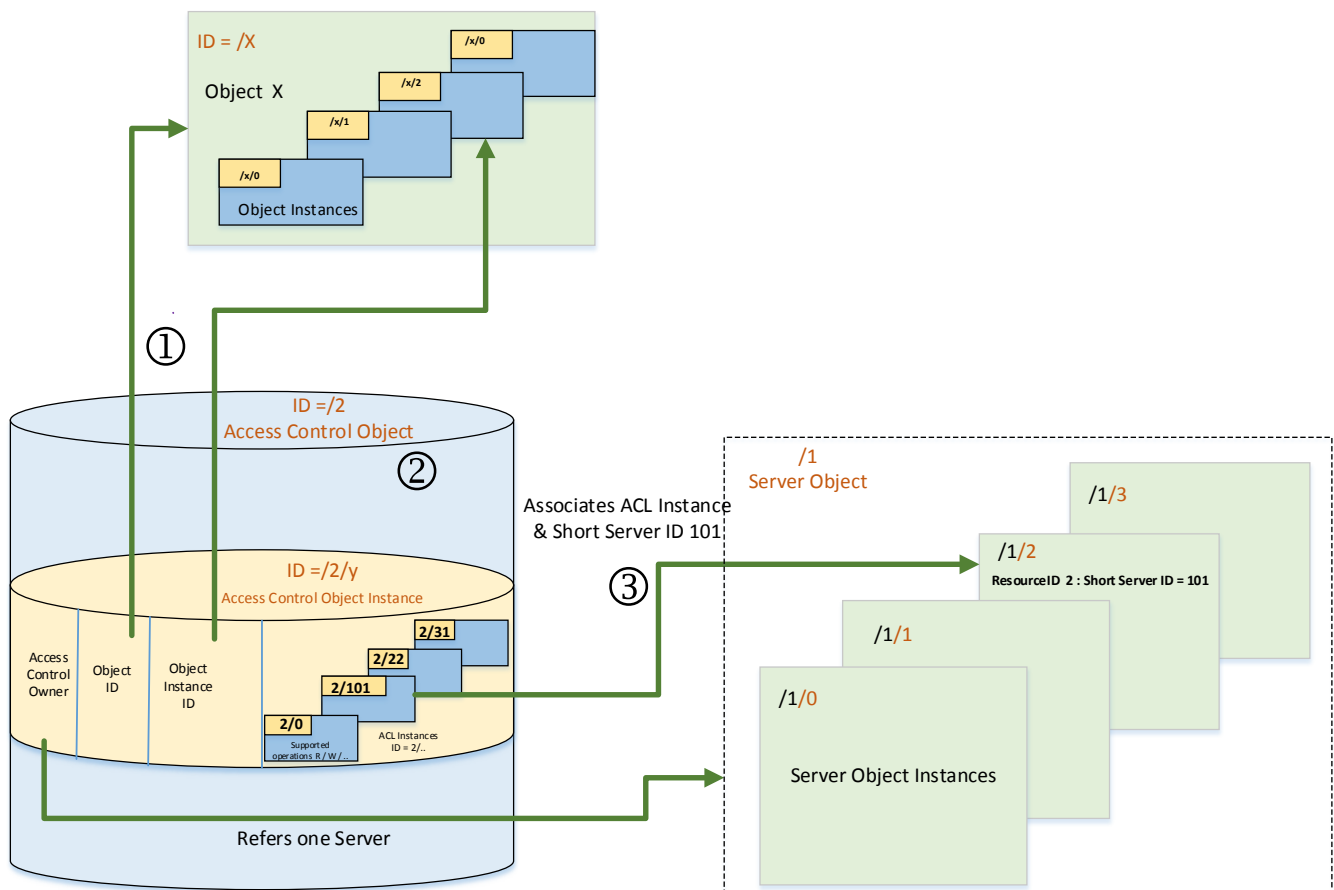 ID = /X
Object X
/x/0
/x/2
/x/1
/x/0
Object Instances
①
.
ID =/2
Access Control Object
②
Associates ACL Instance
& Short Server ID 101
③
/1
Server Object
/1/3
/1/2
ResourceID 2 : Short Server ID = 101
/1/1
/1/0
Server Object Instances
ID =/2/y
Access Control Object Instance
Access
Control
Owner
Object
ID
Object
Instance
ID
2/31
2/22
2/101
2/0
Supported
operations R / W / ..
ACL Instances
ID = 2/..
Refers one Server